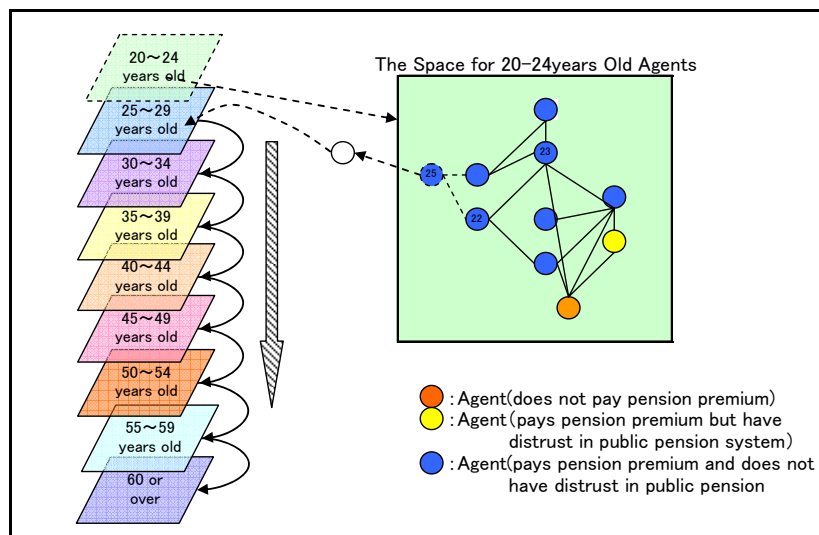 20～24
years old
25～29
years old
30～34
years old
35～39
years old
40～44
years old
45～49
years old
50～54
years old
55～59
years old
60 or
over
The Space for 20-24years Old Agents
23
25
22
: Agent(does not pay pension premium)
: Agent(pays pension premium but have
distrust in public pension system)
: Agent(pays pension premium and does not
have distrust in public pension